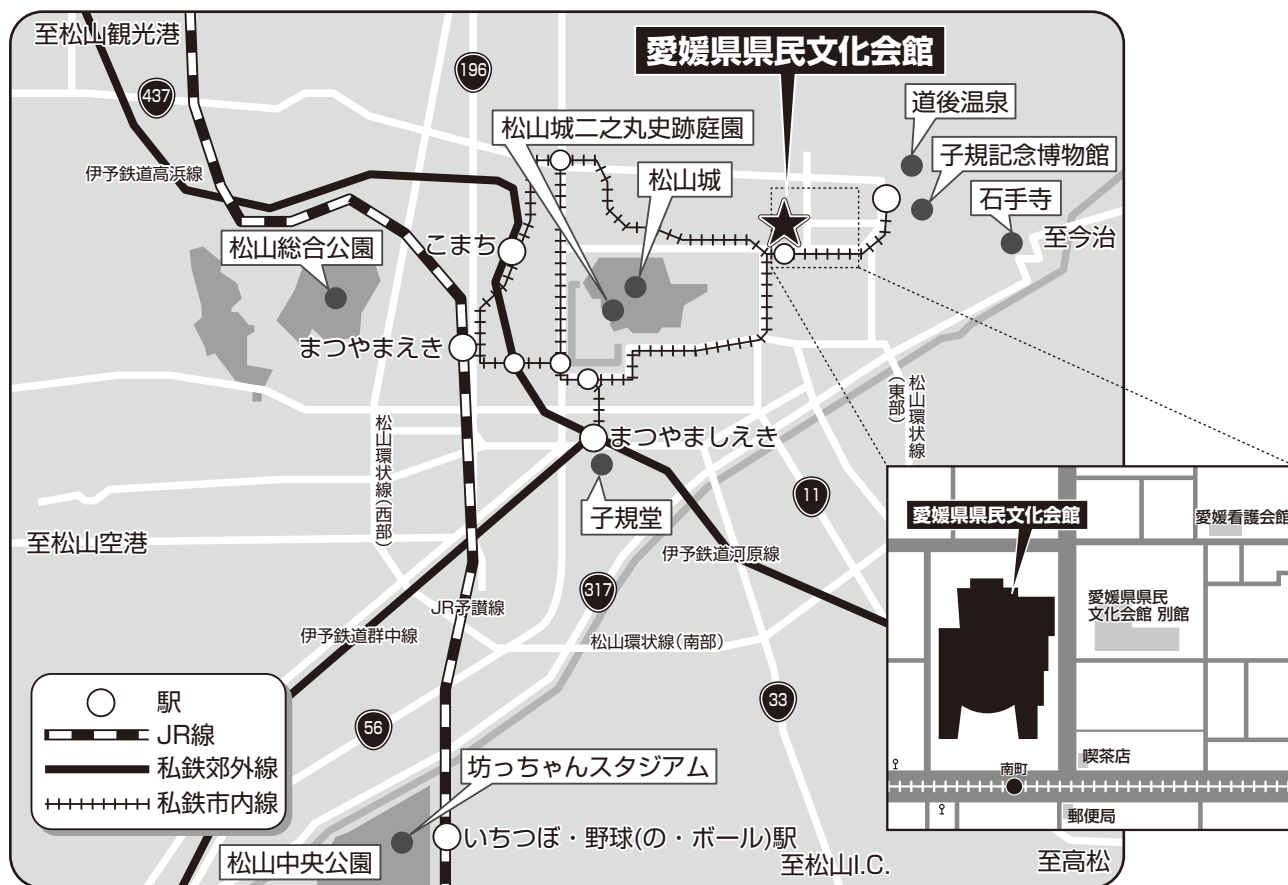 至松山観光港
437
196
愛媛県県民文化会館
道後温泉
松山城二之丸史跡庭園
子規記念博物館
伊予鉄道高浜線
松山城
石手寺
至今治
松山総合公園
こまち
まつやまえき
松山環状線
(東部)
松山環状線(西部)
まつやましえき
子規堂
11
至松山空港
伊予鉄道河原線
317
JR予讃線
伊予鉄道群中線
松山環状線(南部)
33
56
駅
JR線
私鉄郊外線
私鉄市内線
坊っちゃんスタジアム
いちつぼ・野球(の・ボール)駅
松山中央公園
至松山I.C.
至高松
愛媛県県民文化会館
愛媛看護会館
愛媛県県民
文化会館 別館
喫茶店
南町
郵便局